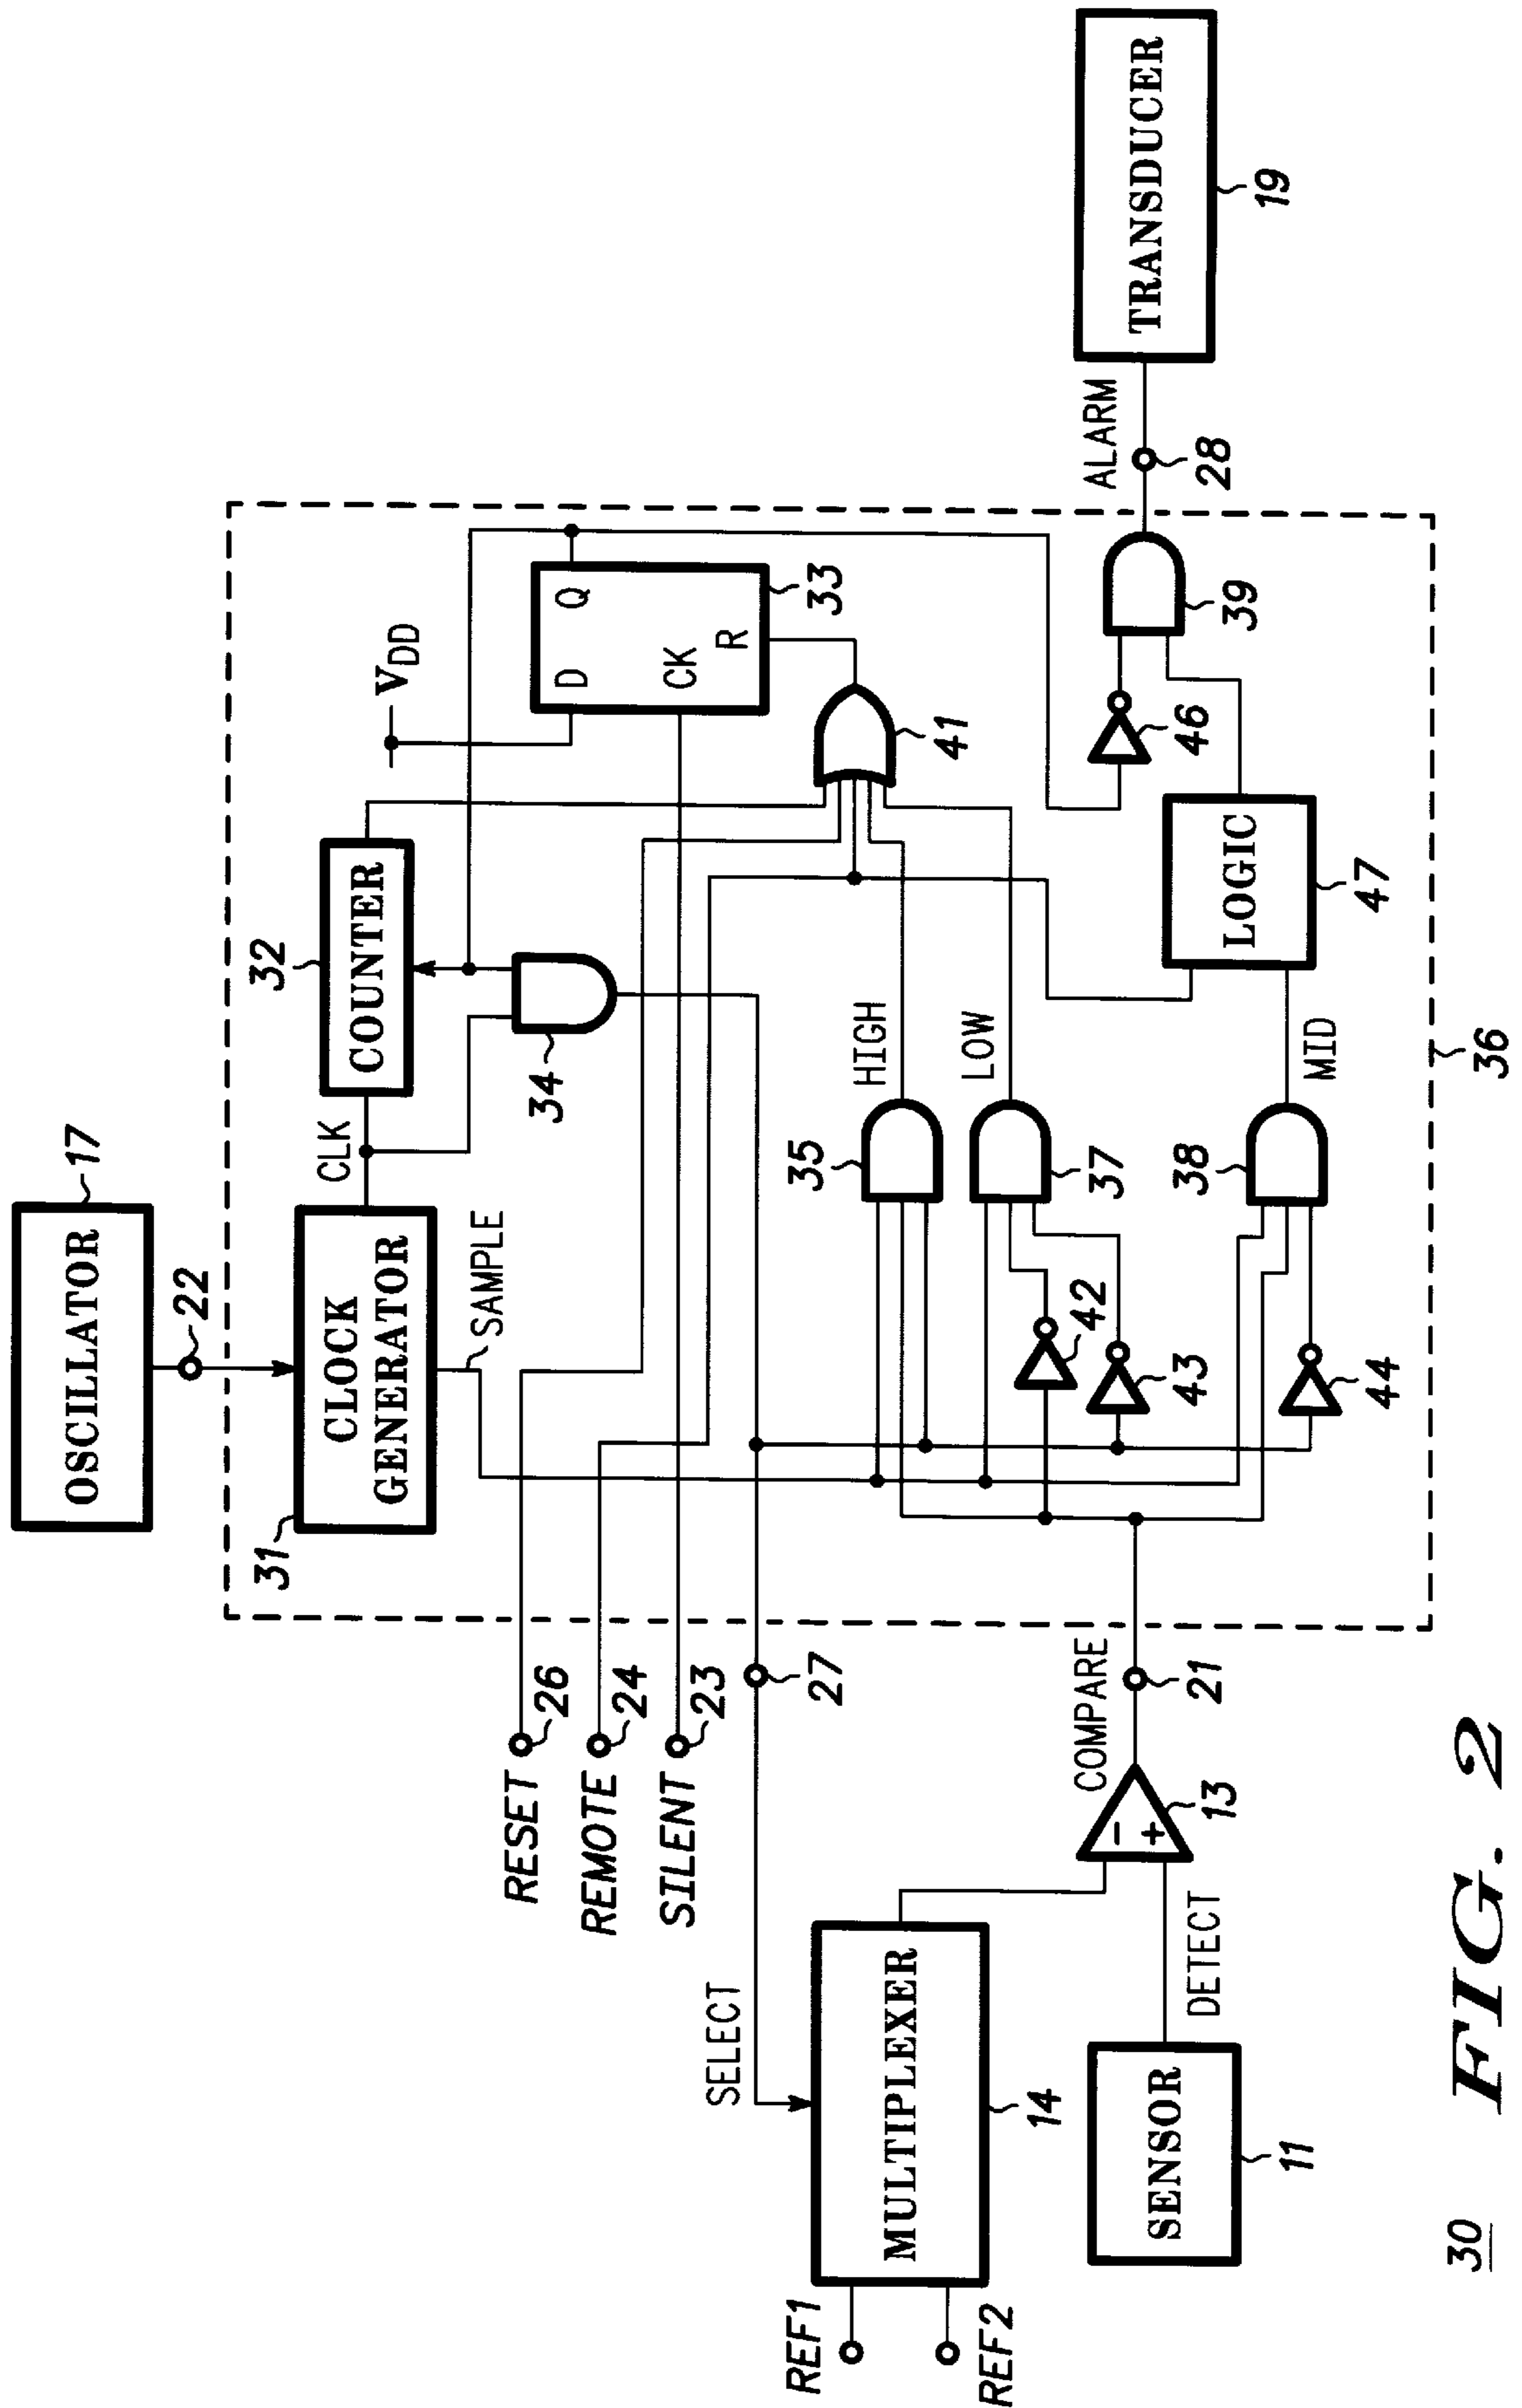 OSCILLATOR
17
22
31
CLOCK
GENERATOR
CLK
SAMPLE
32
COUNTER
34
VDD
D
Q
CK
R
33
RESET
26
REMOTE
24
SILENT
23
SELECT
27
35
HIGH
41
LOW
37
42
43
38
44
MID
LOGIC
47
46
39
ALARM
28
TRANSDUCER
19
36
REF1
REF2
MULTIPLEXER
14
COMPARE
21
-
+
13
DETECT
SENSOR
11
30
FIG. 2